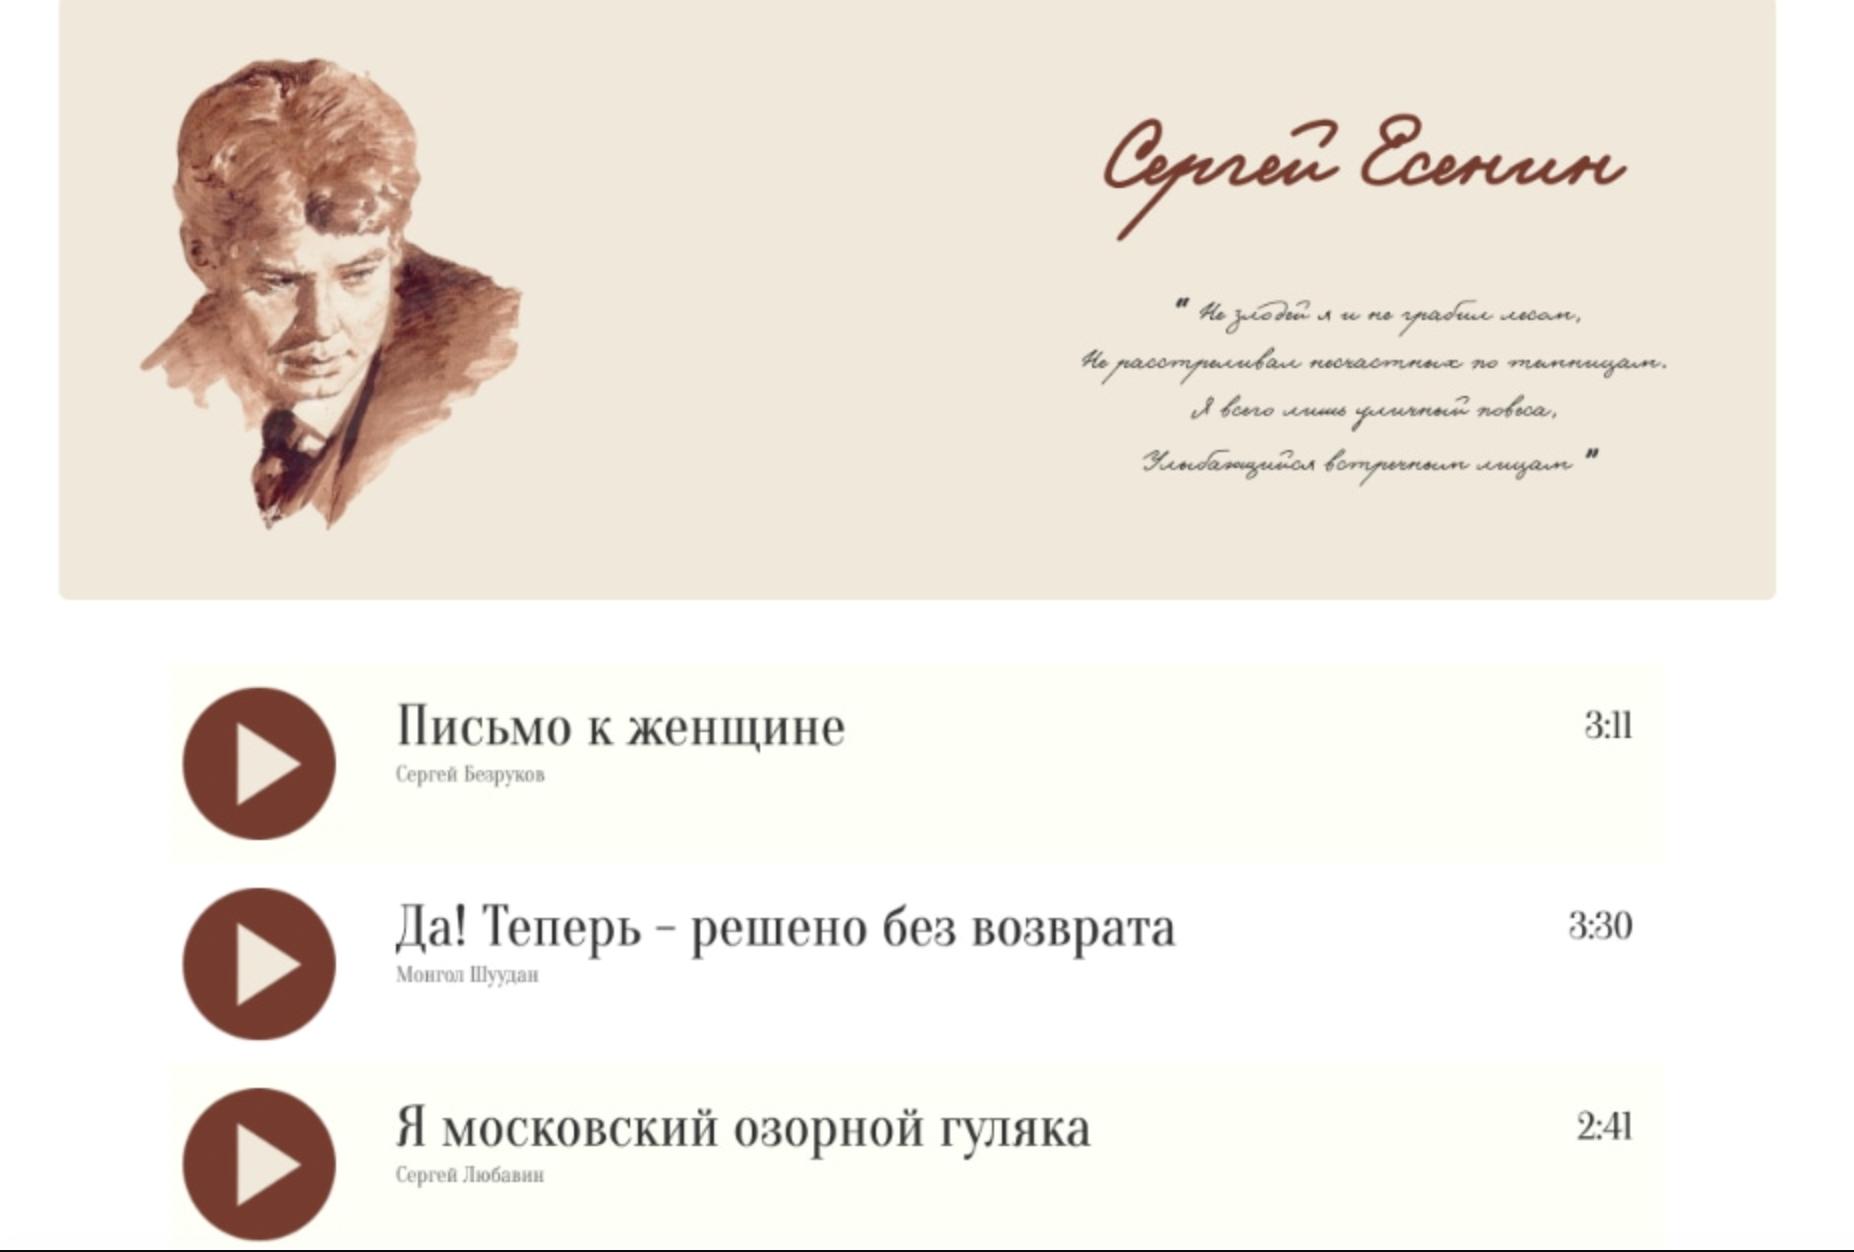 Сергей Есенин
" Не злодей я и не грабил лесом,
Не расстреливал несчастных по темницам.
Я всего лишь уличный повеса,
Улыбающийся встречным лицам "
Письмо к женщине
3:11
Сергей Безруков
Да! Теперь – решено без возврата
3:30
Монгол Шуудан
Я московский озорной гуляка
2:41
Сергей Любавин